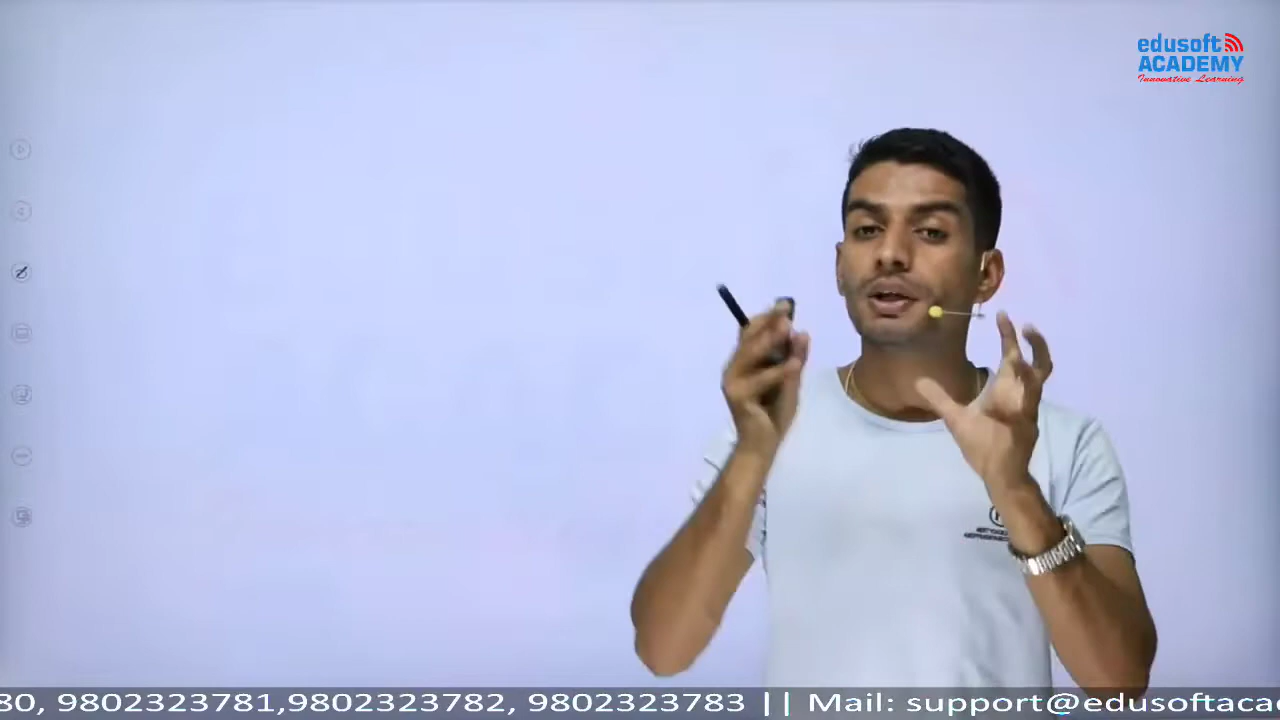 edusoft
ACADEMY
Innovative Learning
80, 9802323781,9802323782, 9802323783 || Mail: support@edusoftaca